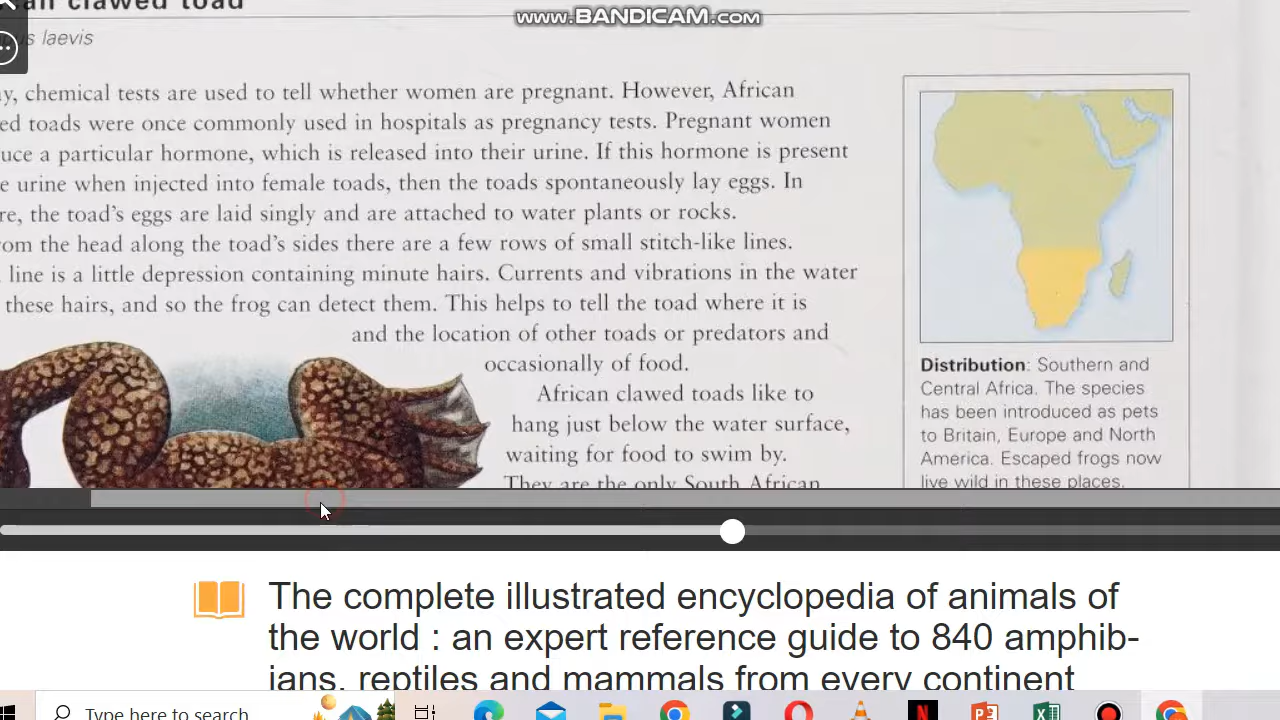 an clawed toad
www.BANDICAM.com
us laevis
y, chemical tests are used to tell whether women are pregnant. However, African
ed toads were once commonly used in hospitals as pregnancy tests. Pregnant women
uce a particular hormone, which is released into their urine. If this hormone is present
e urine when injected into female toads, then the toads spontaneously lay eggs. In
re, the toad's eggs are laid singly and are attached to water plants or rocks.
om the head along the toad's sides there are a few rows of small stitch-like lines.
line is a little depression containing minute hairs. Currents and vibrations in the water
these hairs, and so the frog can detect them. This helps to tell the toad where it is
and the location of other toads or predators and
occasionally of food.
African clawed toads like to
hang just below the water surface,
waiting for food to swim by.
They are the only South African
Distribution: Southern and
Central Africa. The species
has been introduced as pets
to Britain, Europe and North
America. Escaped frogs now
live wild in these places.
The complete illustrated encyclopedia of animals of
the world : an expert reference guide to 840 amphib-
ians, reptiles and mammals from every continent
Type here to search